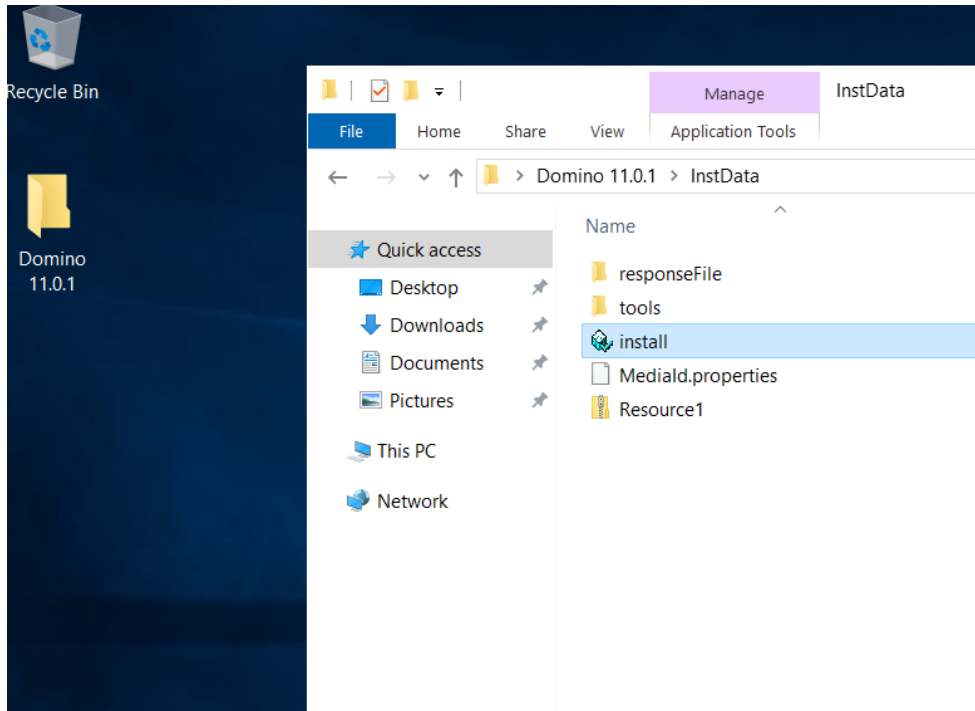 Recycle Bin
Domino
11.0.1
Manage
InstData
File
Home
Share
View
Application Tools
Domino 11.0.1 > InstData
Name
Quick access
Desktop
Downloads
Documents
Pictures
This PC
Network
responseFile
tools
install
MediaId.properties
Resource1